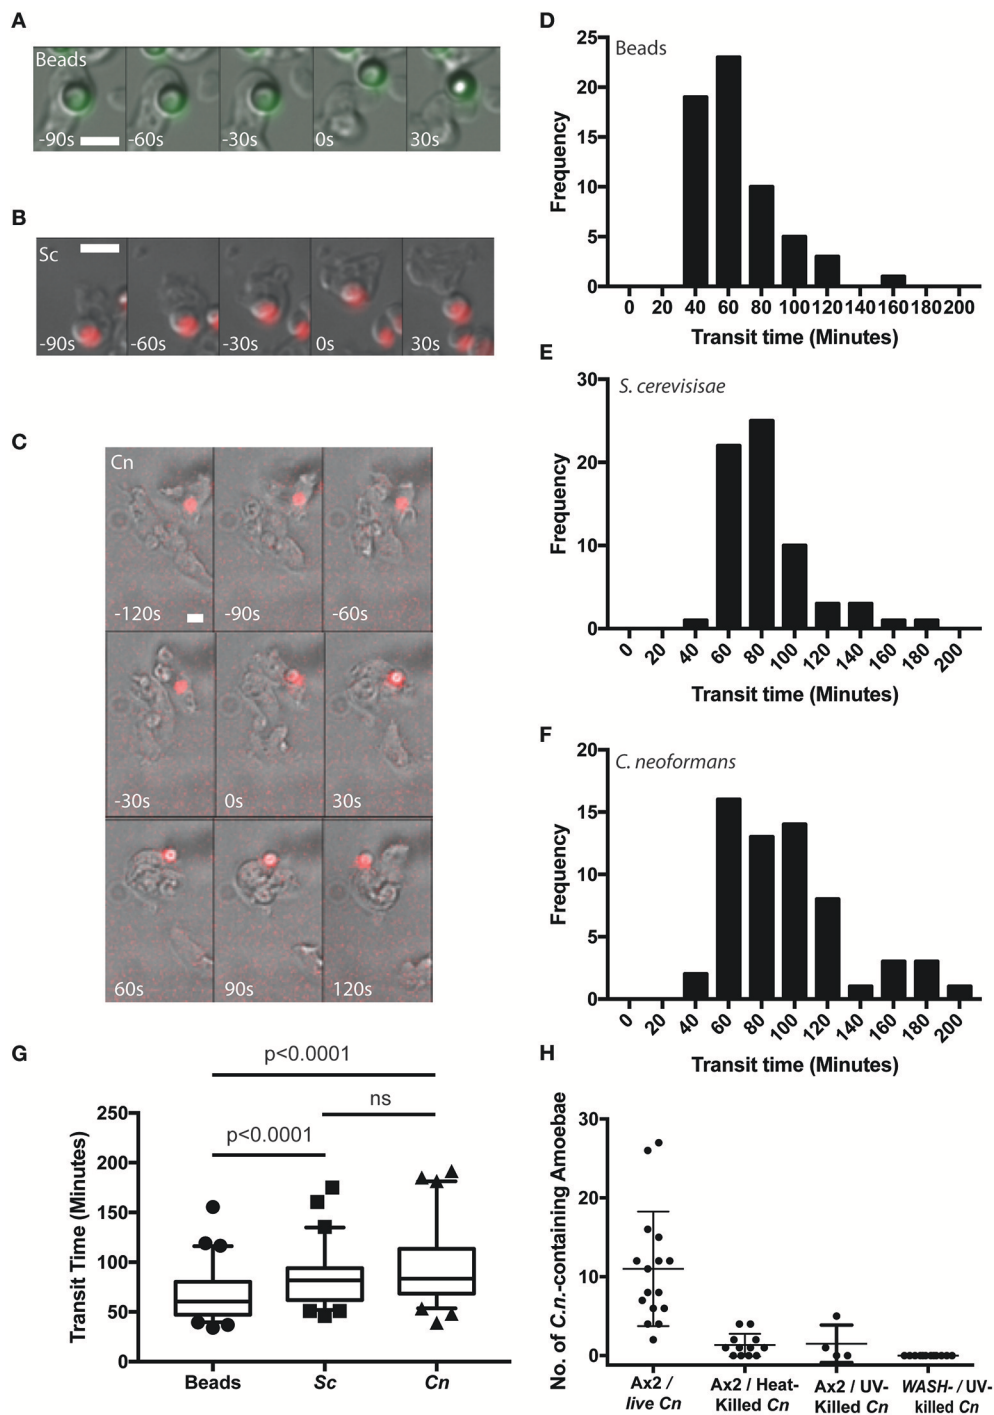 A
Beads
-90s
-60s
-30s
0s
30s
B
Sc
-90s
-60s
-30s
0s
30s
C
Cn
-120s
-90s
-60s
-30s
0s
30s
60s
90s
120s
D
Beads
Frequency
25
20
15
10
5
0
0 20 40 60 80 100 120 140 160 180 200
Transit time (Minutes)
E
S. cerevisisae
Frequency
30
20
10
0
0 20 40 60 80 100 120 140 160 180 200
Transit time (Minutes)
F
C. neoformans
Frequency
20
15
10
5
0
0 20 40 60 80 100 120 140 160 180 200
Transit time (Minutes)
G
p<0.0001
ns
p<0.0001
Transit Time (Minutes)
250
200
150
100
50
0
Beads Sc Cn
H
No. of C.n.-containing Amoebae
30
20
10
0
Ax2 / live Cn
Ax2 / Heat-
Killed Cn
Ax2 / UV-
Killed Cn
WASH- / UV-
killed Cn